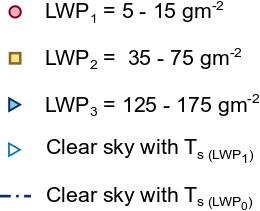 LWP₁ = 5 - 15 gm⁻²
LWP₂ = 35 - 75 gm⁻²
LWP₃ = 125 - 175 gm⁻²
Clear sky with Tₛ (LWP₁)
Clear sky with Tₛ (LWP₀)